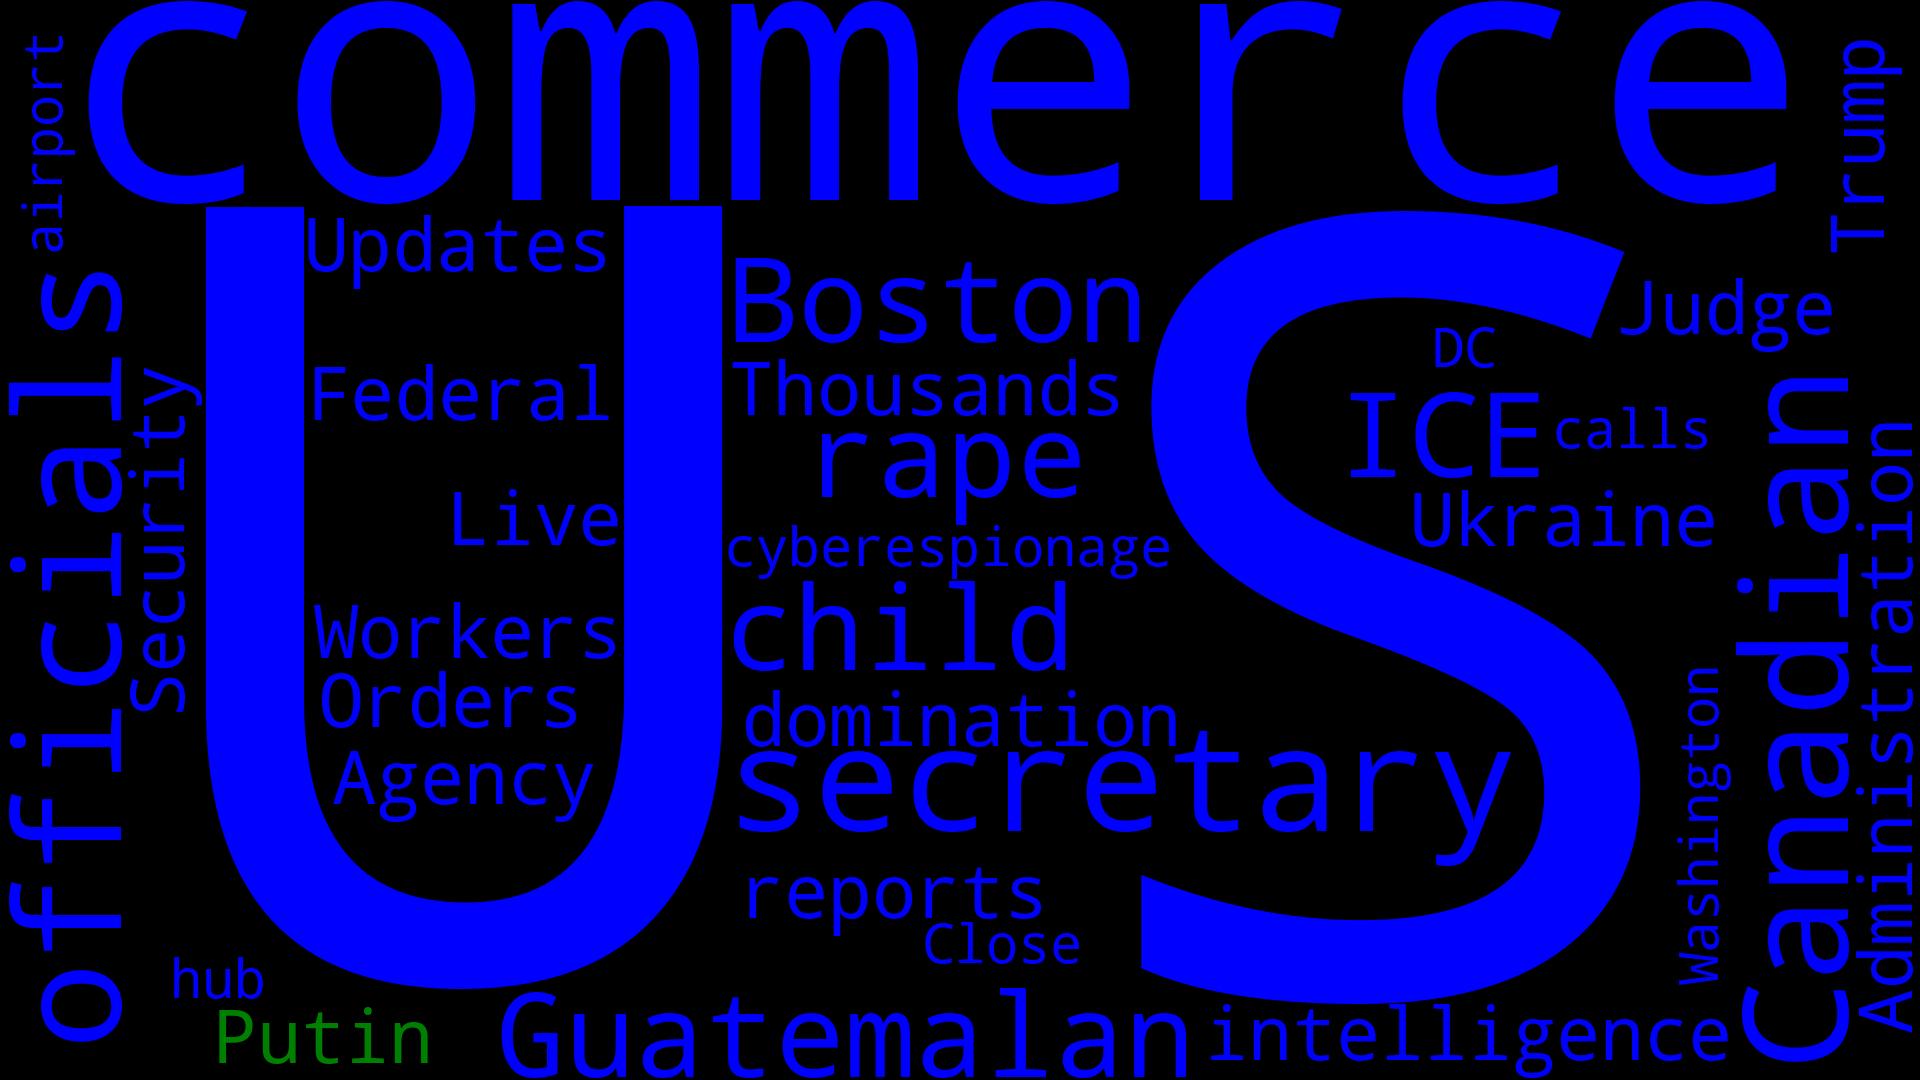 commerce
airport
Trump
US
Updates
Boston
officials
Judge
DC
Federal
Thousands
Security
ICE
calls
Canadian
rape
Administration
Live
Ukraine
cyberespionage
Workers
child
Orders
domination
Washington
Agency
secretary
reports
Close
hub
Putin
Guatemalan
intelligence